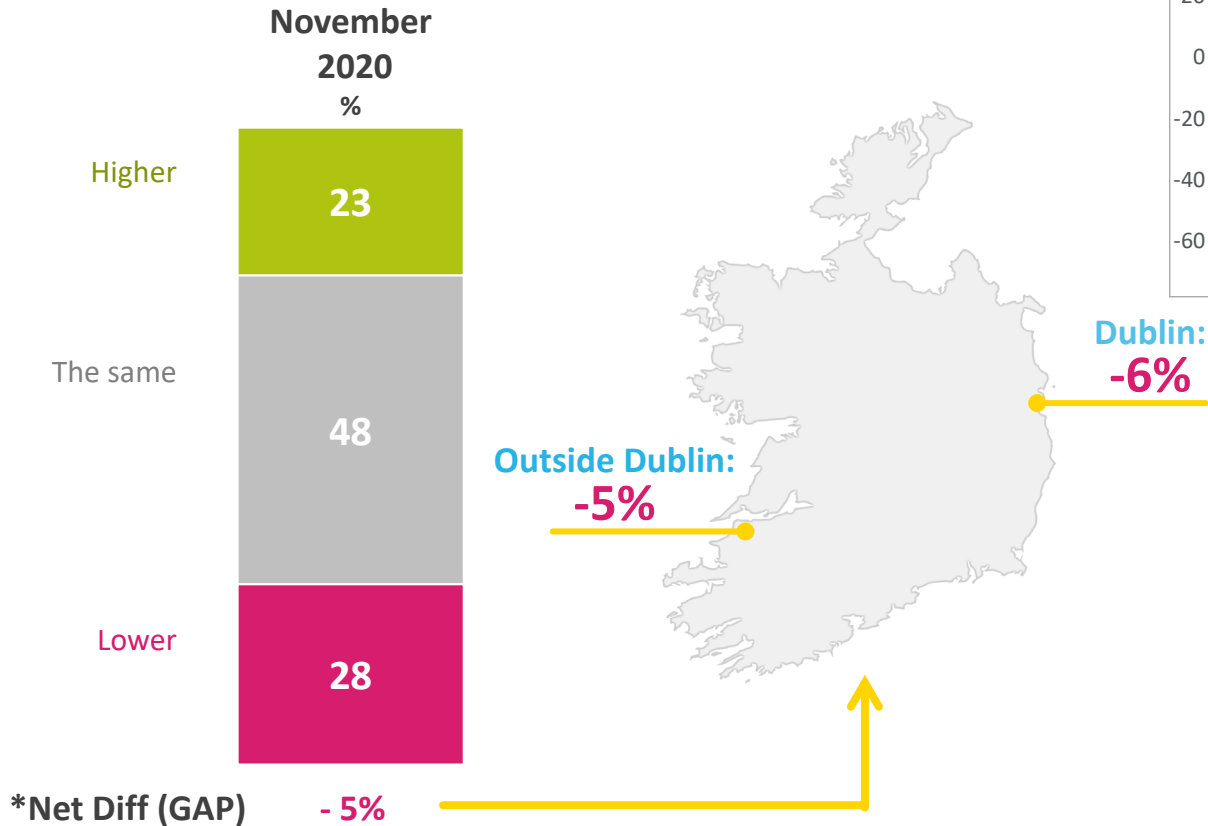 November
2020
%
Higher
23
The same
48
Lower
28
*Net Diff (GAP) - 5%
Outside Dublin:
-5%
Dublin:
-6%
0
-20
-40
-60